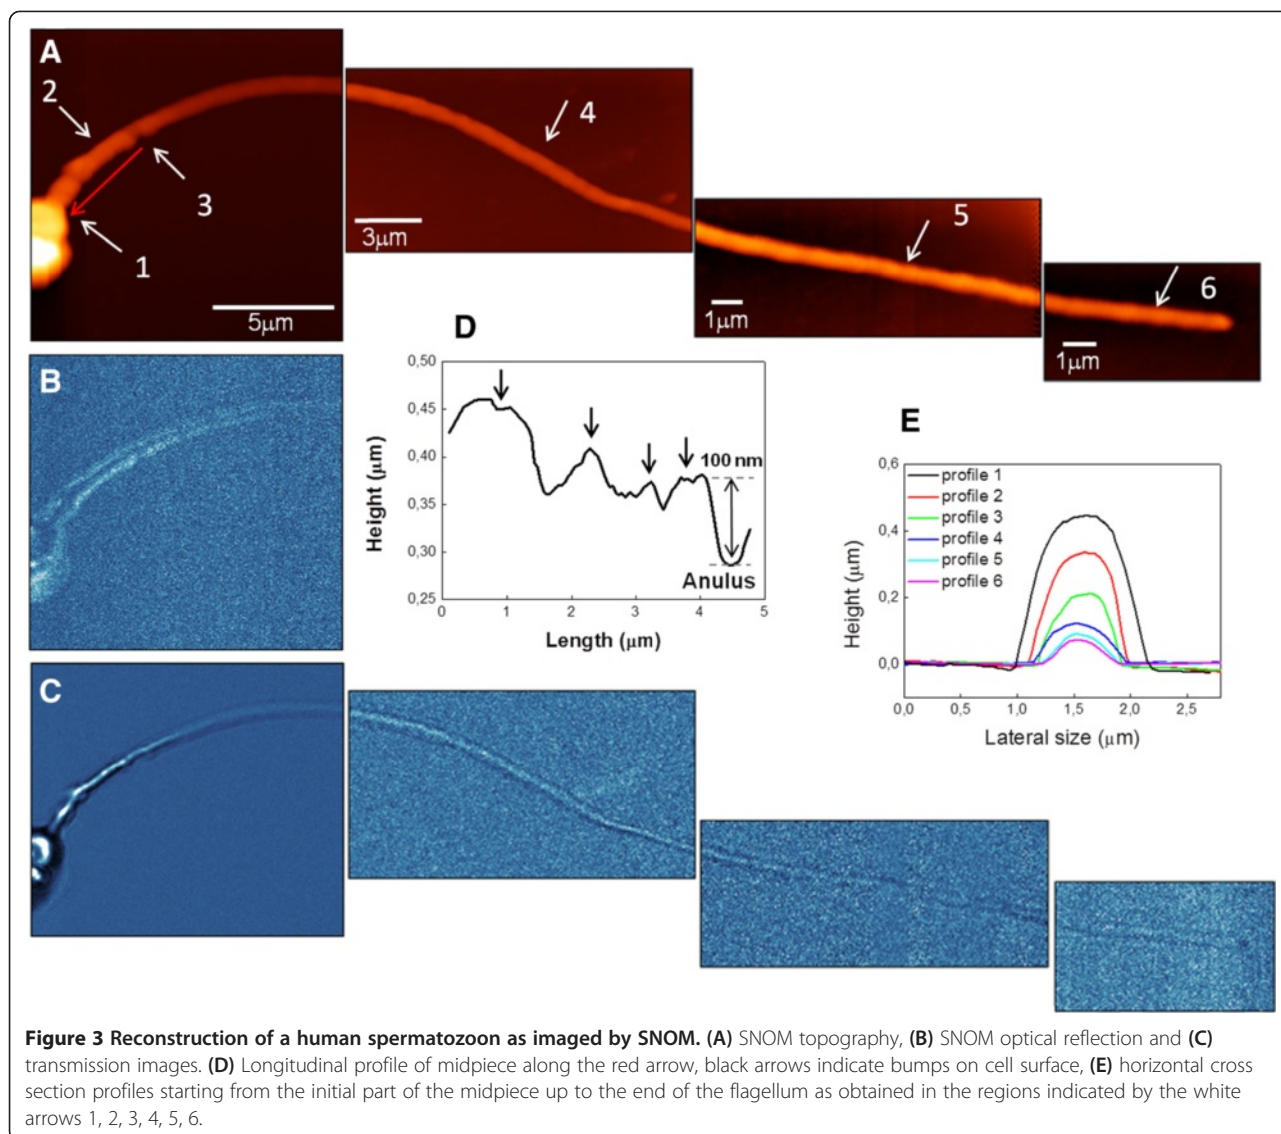 A
2
4
3
5
1
6
3µm
5µm
1µm
1µm
B
D
0,50
0,45
0,40
0,35
0,30
0,25
Height (µm)
100 nm
Anulus
0 1 2 3 4 5
Length (µm)
E
0,6
0,4
0,2
0,0
Height (µm)
profile 1
profile 2
profile 3
profile 4
profile 5
profile 6
0,0 0,5 1,0 1,5 2,0 2,5
Lateral size (µm)
C
Figure 3 Reconstruction of a human spermatozoon as imaged by SNOM. (A) SNOM topography, (B) SNOM optical reflection and (C)
transmission images. (D) Longitudinal profile of midpiece along the red arrow, black arrows indicate bumps on cell surface, (E) horizontal cross
section profiles starting from the initial part of the midpiece up to the end of the flagellum as obtained in the regions indicated by the white
arrows 1, 2, 3, 4, 5, 6.